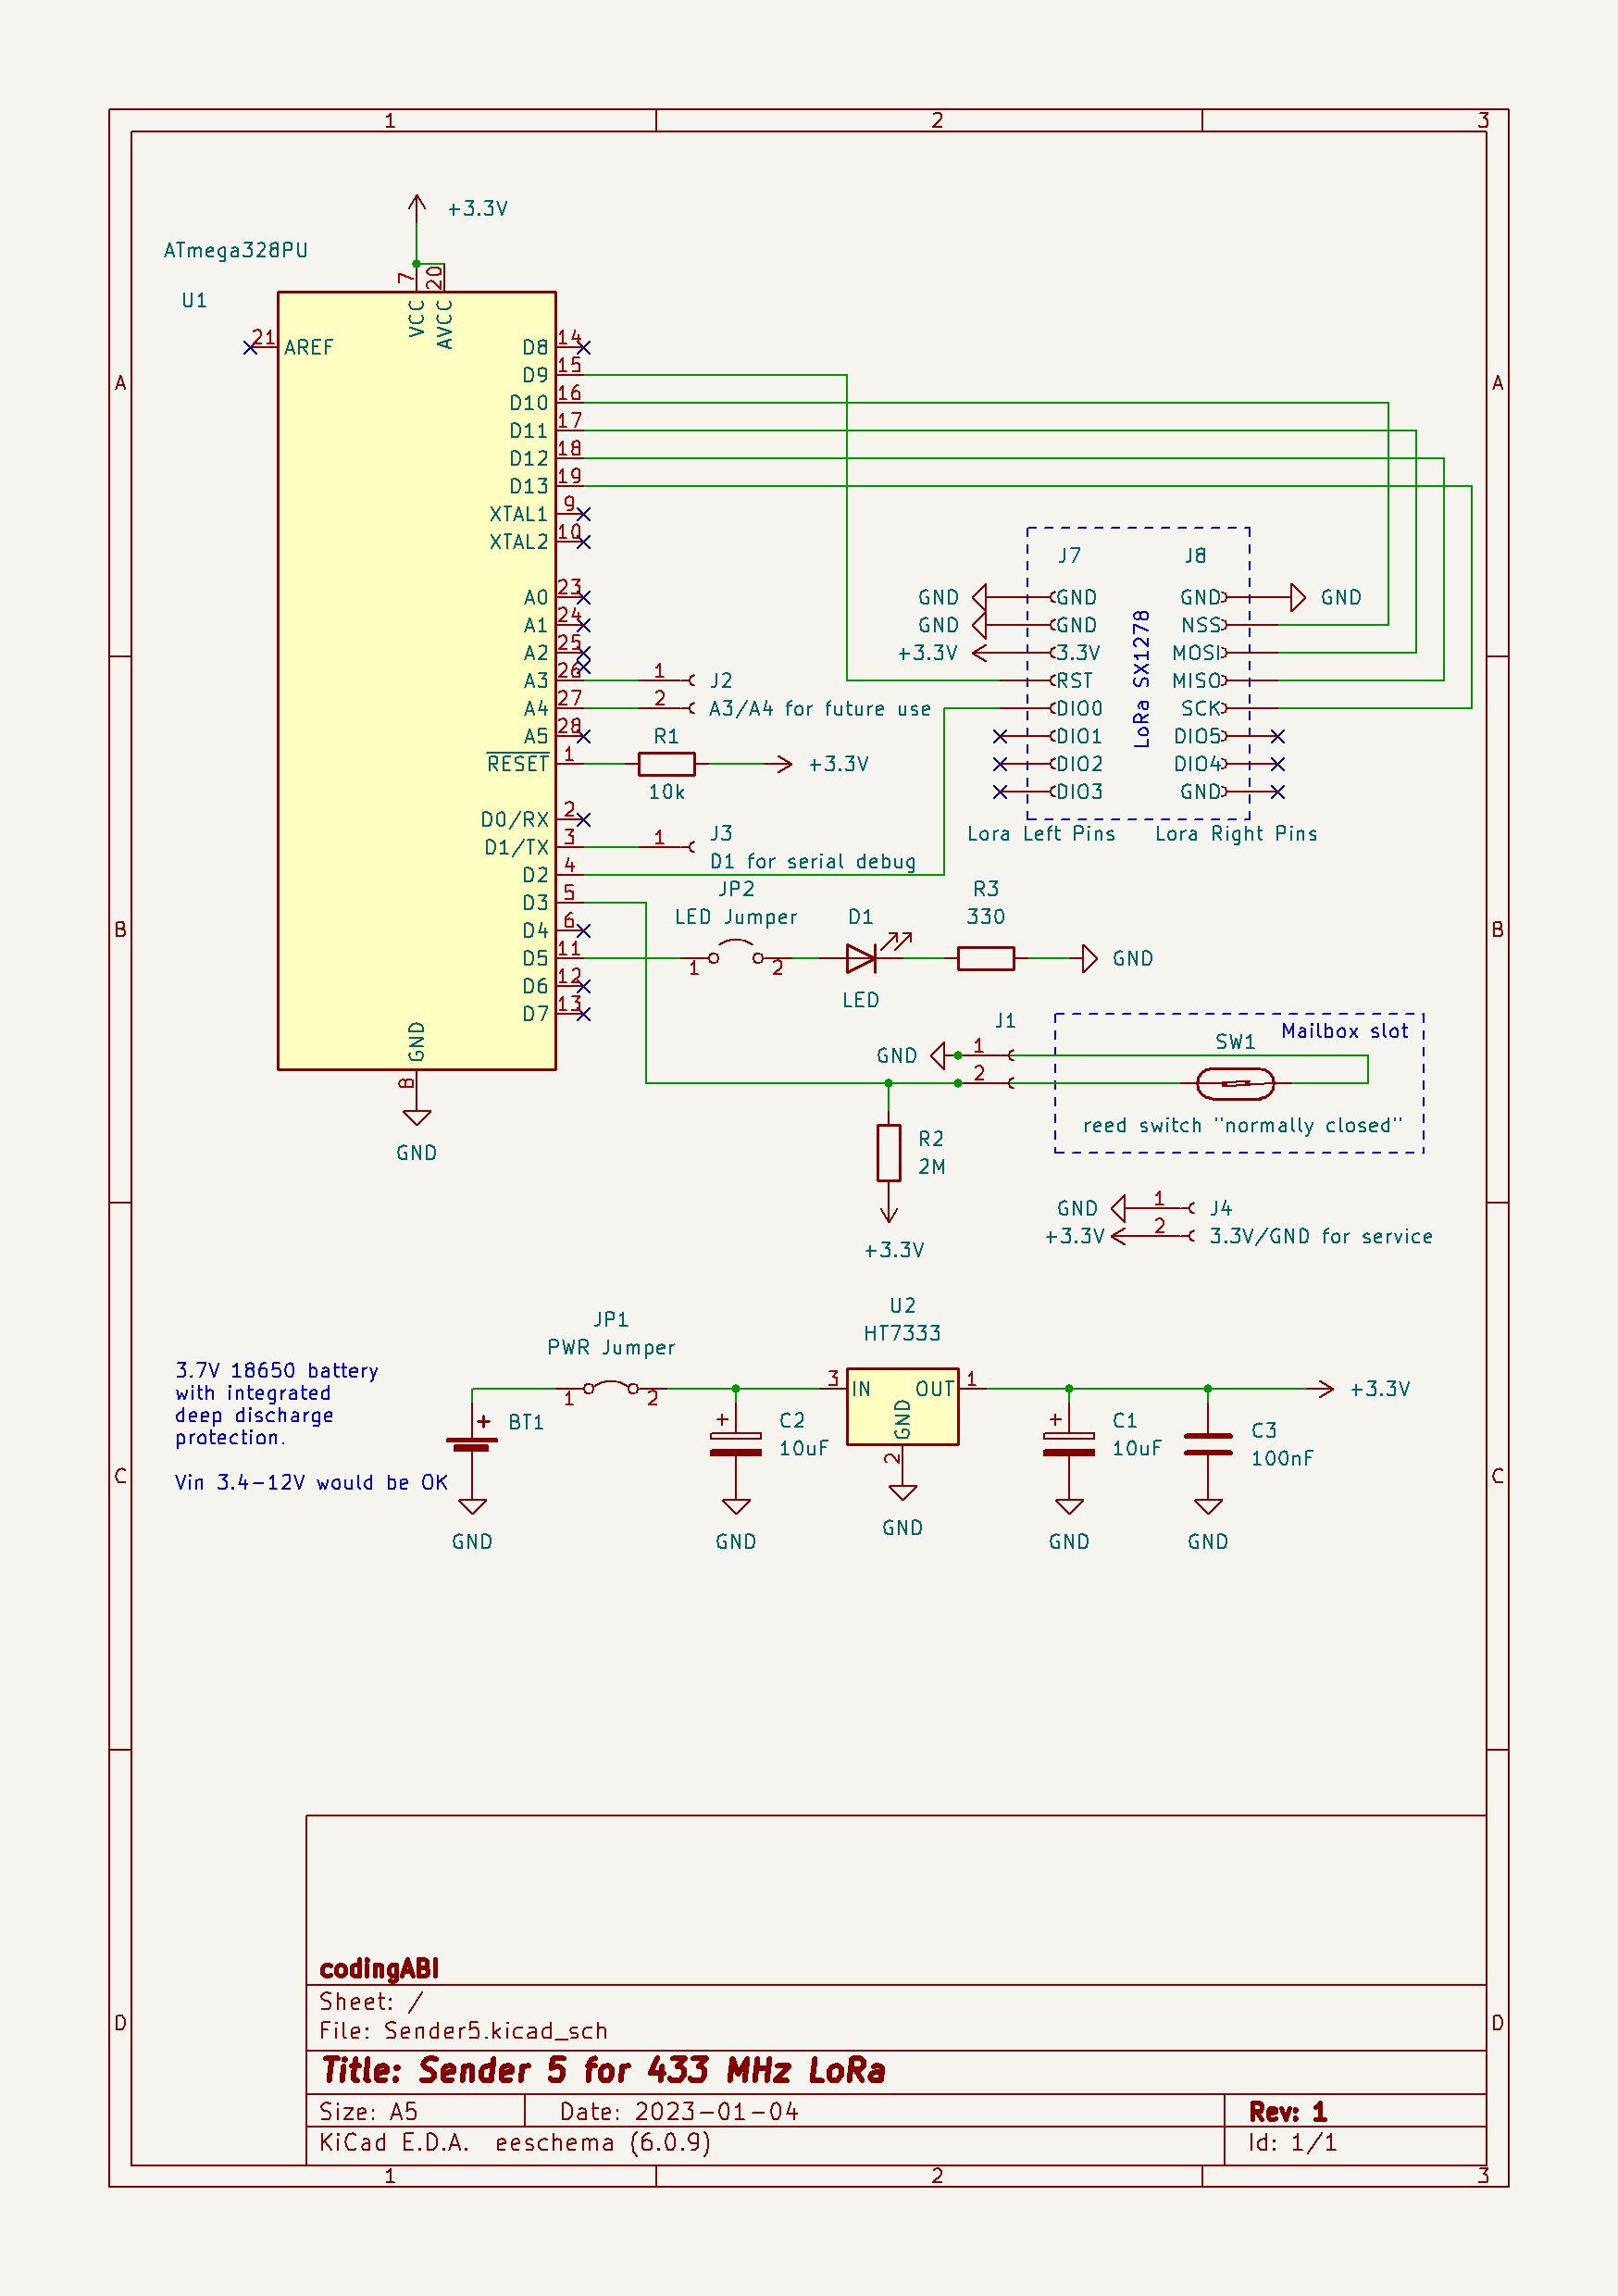 1
2
3
+3.3V
ATmega328PU
U1
7
20
VCC
AVCC
21
AREF
D8
14
D9
15
A
A
D10
16
D11
17
D12
18
D13
19
XTAL1
9
XTAL2
10
J7
J8
A0
23
GND
GND
GND
GND
A1
24
GND
GND
NSS
A2
25
+3.3V
3.3V
MOSI
A3
26
1
J2
RST
MISO
A4
27
2
A3/A4 for future use
DIO0
SCK
LoRa SX1278
A5
28
R1
DIO1
DIO5
RESET
1
+3.3V
DIO2
DIO4
10k
DIO3
GND
D0/RX
2
Lora Left Pins
Lora Right Pins
D1/TX
3
1
J3
D1 for serial debug
D2
4
JP2
R3
D3
5
LED Jumper
D1
330
B
B
D4
6
D5
11
1
2
GND
D6
12
LED
D7
13
J1
Mailbox slot
GND
GND
1
SW1
8
2
reed switch "normally closed"
GND
R2
2M
GND
1
J4
+3.3V
2
3.3V/GND for service
+3.3V
U2
JP1
HT7333
PWR Jumper
3.7V 18650 battery
with integrated
deep discharge
protection.
Vin 3.4-12V would be OK
1
2
3
IN
OUT
GND
1
+3.3V
+
BT1
+
C2
10uF
2
+
C1
10uF
C3
100nF
C
C
GND
GND
GND
GND
GND
codingABI
Sheet: /
File: Sender5.kicad_sch
D
D
Title: Sender 5 for 433 MHz LoRa
Size: A5
Date: 2023-01-04
Rev: 1
KiCad E.D.A. eeschema (6.0.9)
Id: 1/1
1
2
3